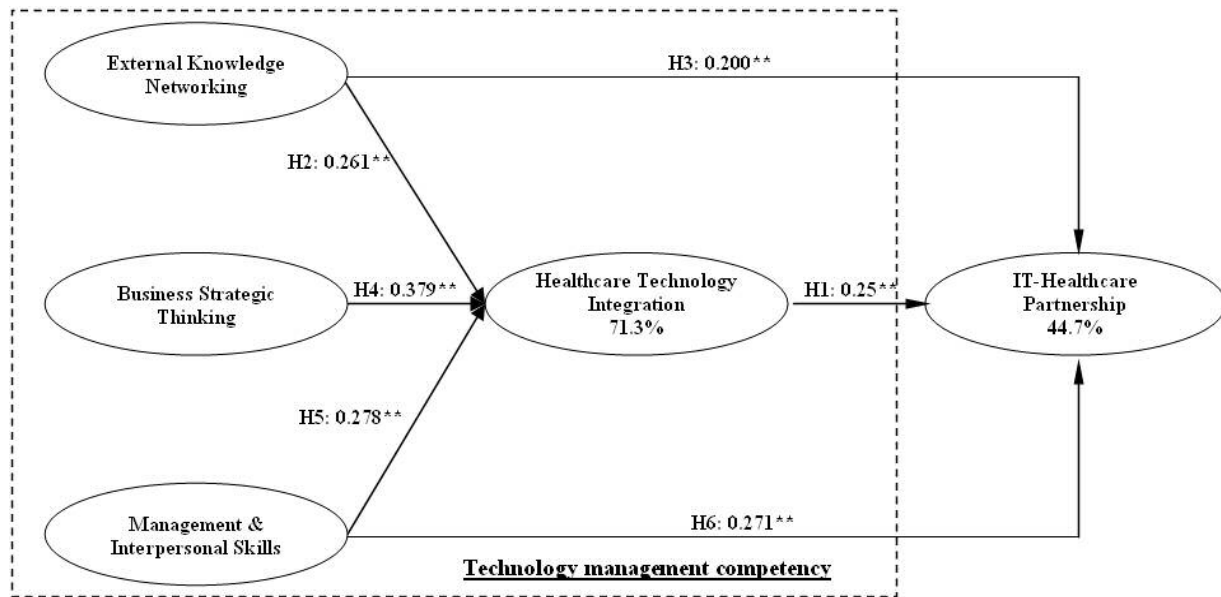 External Knowledge
Networking
H3: 0.200**
H2: 0.261**
Business Strategic
Thinking
H4: 0.379**
Healthcare Technology
Integration
71.3%
H1: 0.25**
IT-Healthcare
Partnership
44.7%
H5: 0.278**
Management &
Interpersonal Skills
H6: 0.271**
Technology management competency